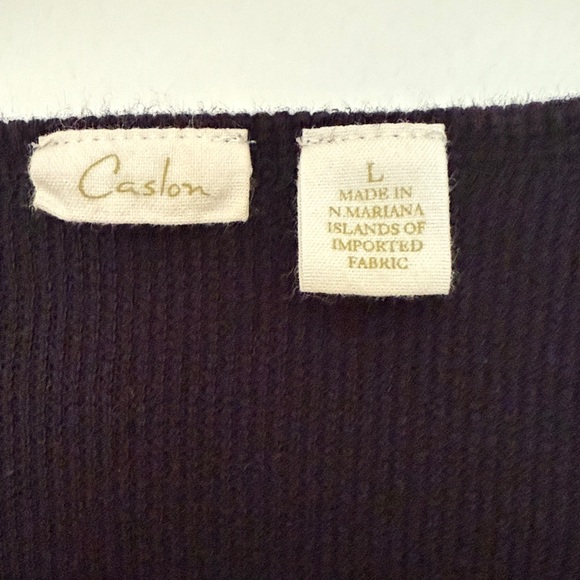 Caslon
L
MADE IN
N.MARIANA
ISLANDS OF
IMPORTED
FABRIC